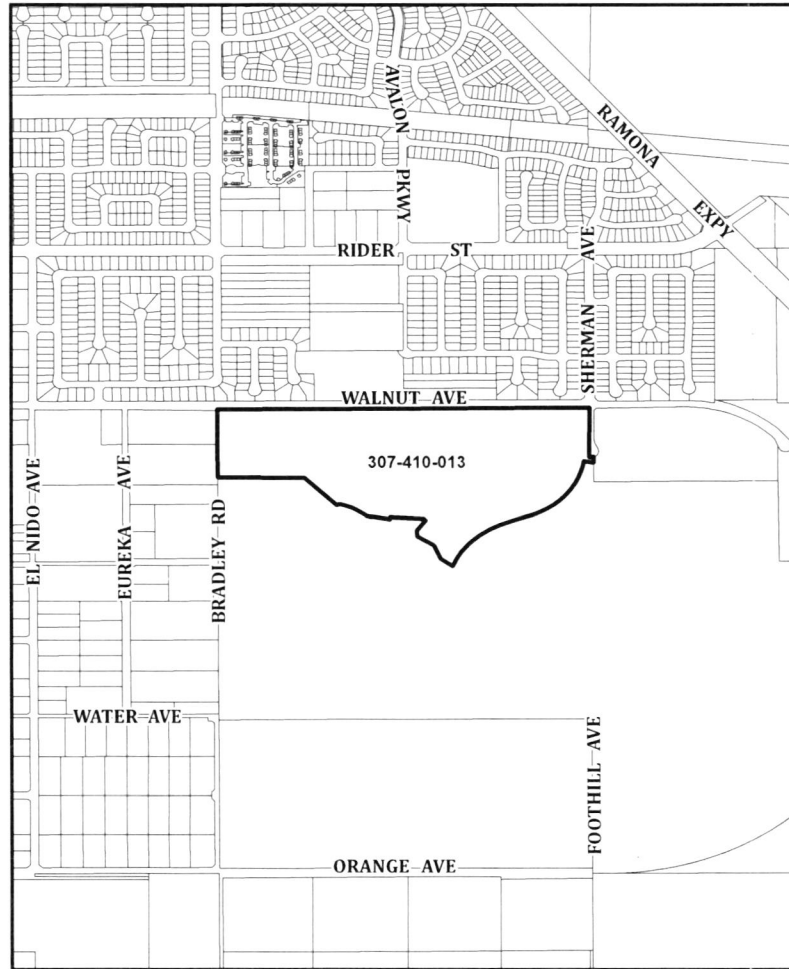 AVALON PKWY
RAMONA EXPY
RIDER ST
SHERMAN AVE
WALNUT AVE
307-410-013
EL NIDO AVE
EUREKA AVE
BRADLEY RD
WATER AVE
FOOTHILL AVE
ORANGE AVE